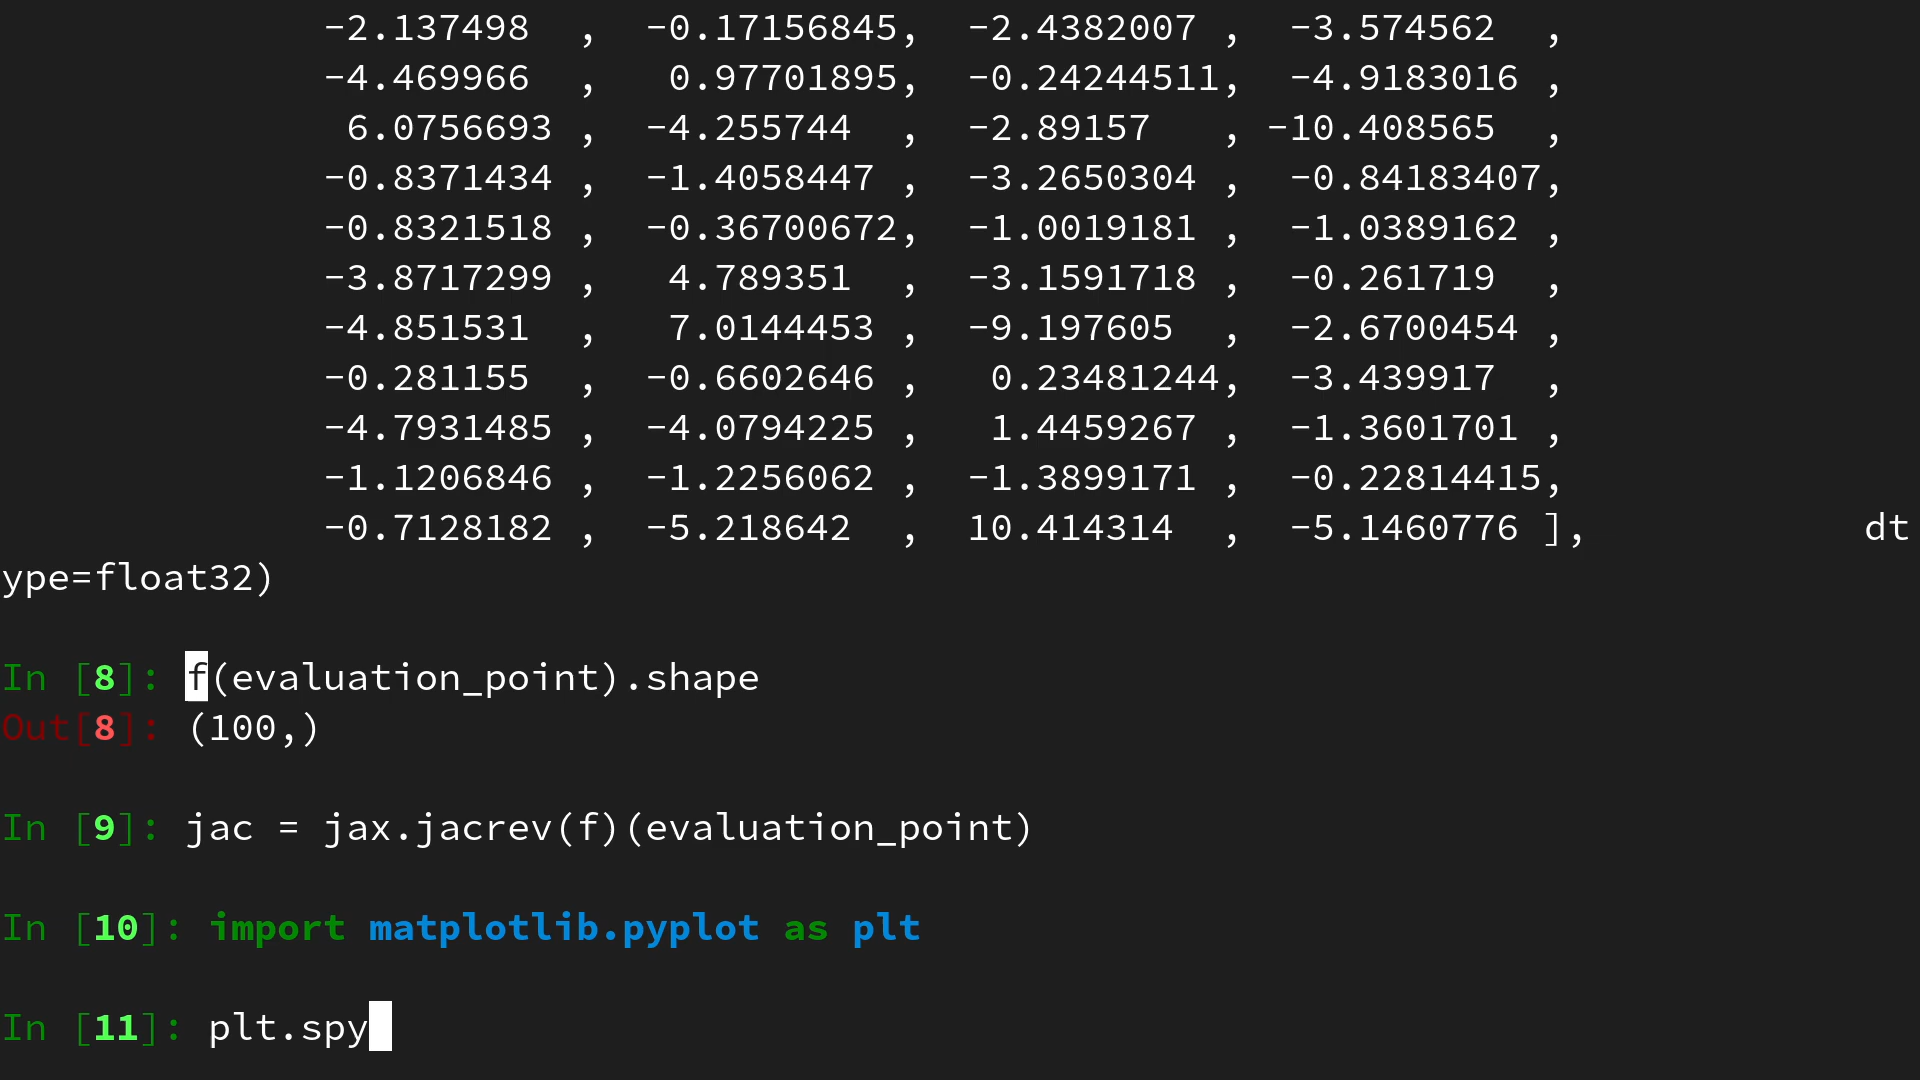 -2.137498  ,  -0.17156845,  -2.4382007 ,  -3.574562  ,
-4.469966  ,   0.97701895,  -0.24244511,  -4.9183016 ,
 6.0756693 ,  -4.255744  ,  -2.89157   , -10.408565  ,
-0.8371434 ,  -1.4058447 ,  -3.2650304 ,  -0.84183407,
-0.8321518 ,  -0.36700672,  -1.0019181 ,  -1.0389162 ,
-3.8717299 ,   4.789351  ,  -3.1591718 ,  -0.261719  ,
-4.851531  ,   7.0144453 ,  -9.197605  ,  -2.6700454 ,
-0.281155  ,  -0.6602646 ,   0.23481244,  -3.439917  ,
-4.7931485 ,  -4.0794225 ,   1.4459267 ,  -1.3601701 ,
-1.1206846 ,  -1.2256062 ,  -1.3899171 ,  -0.22814415,
-0.7128182 ,  -5.218642  ,  10.414314  ,  -5.1460776 ],            dt
ype=float32)
In [8]: f(evaluation_point).shape
Out[8]: (100,)
In [9]: jac = jax.jacrev(f)(evaluation_point)
In [10]: import matplotlib.pyplot as plt
In [11]: plt.spy